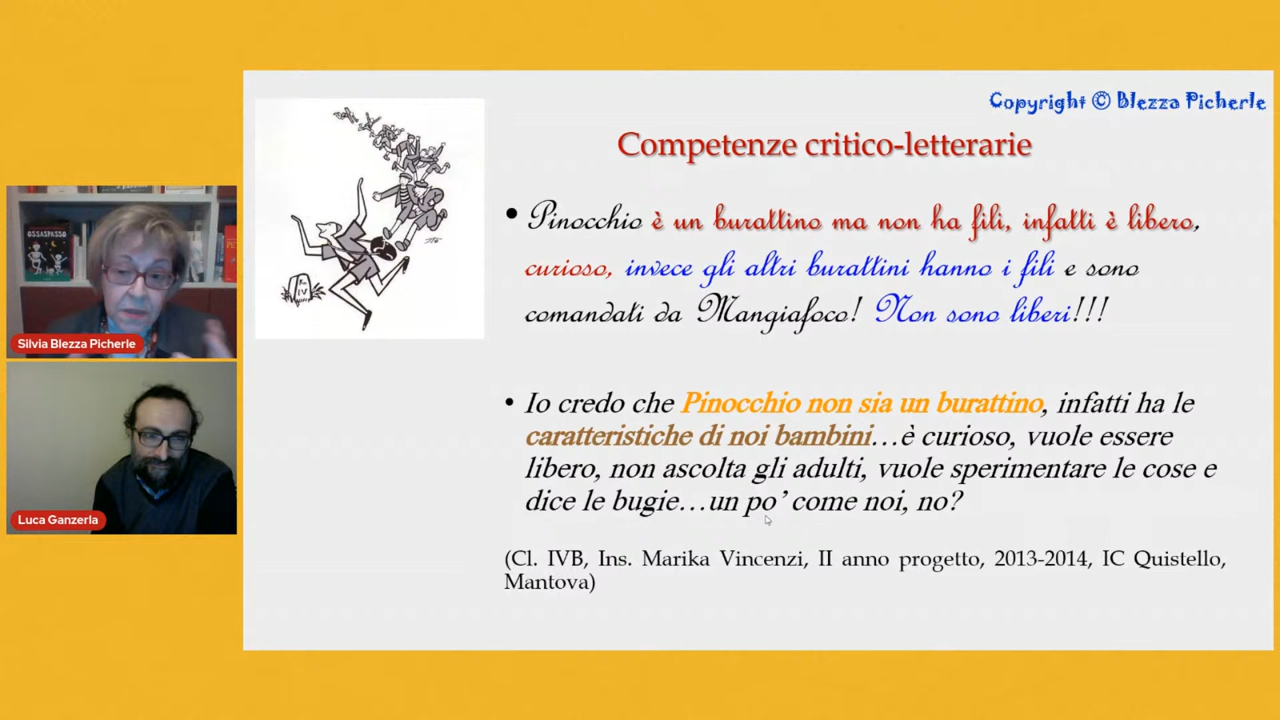 Copyright © Blezza Picherle
Competenze critico-letterarie
• Pinocchio è un burattino ma non ha fili, infatti è libero,
curioso, invece gli altri burattini hanno i fili e sono
comandati da Mangiafoco! Non sono liberi!!!
• Io credo che Pinocchio non sia un burattino, infatti ha le
caratteristiche di noi bambini…è curioso, vuole essere
libero, non ascolta gli adulti, vuole sperimentare le cose e
dice le bugie…un po’ come noi, no?
(Cl. IVB, Ins. Marika Vincenzi, II anno progetto, 2013-2014, IC Quistello,
Mantova)
OSSASPASSO
Silvia Blezza Picherle
Luca Ganzerla
IV